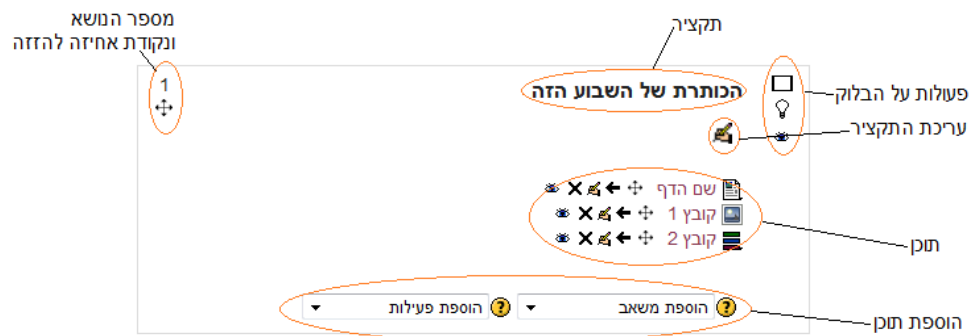 מספר הנושא
ונקודת אחיזה להזזה
תקציר
1
הכותרת של השבוע הזה
פעולות על הבלוק
עריכת התקציר
שם הדף
קובץ 1
קובץ 2
תוכן
הוספת משאב
הוספת פעילות
הוספת תוכן